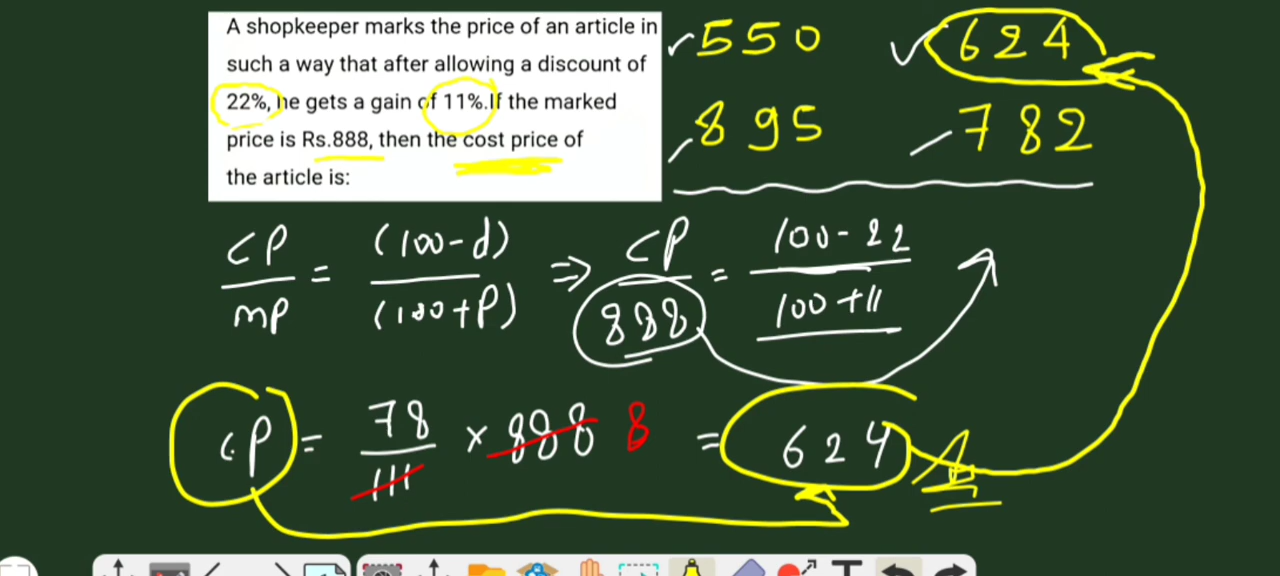 A shopkeeper marks the price of an article in
such a way that after allowing a discount of
22%, he gets a gain of 11%.If the marked
price is Rs.888, then the cost price of
the article is:
✓550 ✓624
895 782
CP/MP = (100-d)/(100+P) ⇒ CP/888 = 100-22/100+11
CP = 78/111 × 888 8 = 624 A